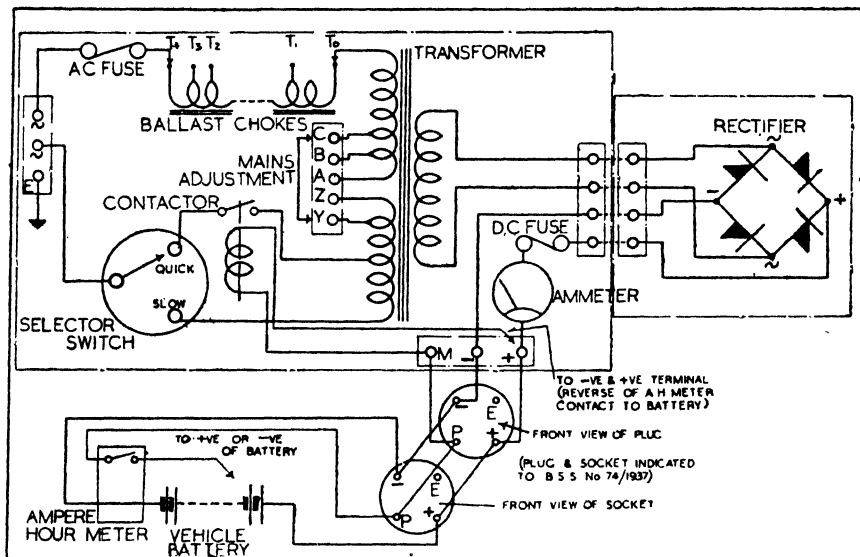 T4 T3 T2 T1 T0
AC FUSE
TRANSFORMER
BALLAST CHOKES
MAINS
ADJUSTMENT
C
B
A
Z
Y
~
~
E
CONTACTOR
QUICK
SLOW
SELECTOR
SWITCH
D.C FUSE
AMMETER
RECTIFIER
~
-
+
~
M - +
TO -VE & +VE TERMINAL
(REVERSE OF A H METER
CONTACT TO BATTERY)
- E
P +
FRONT VIEW OF PLUG
(PLUG & SOCKET INDICATED
TO B S S No 74/1937)
- E
P +
FRONT VIEW OF SOCKET
TO +VE OR -VE
OF BATTERY
AMPERE
HOUR METER
VEHICLE
BATTERY